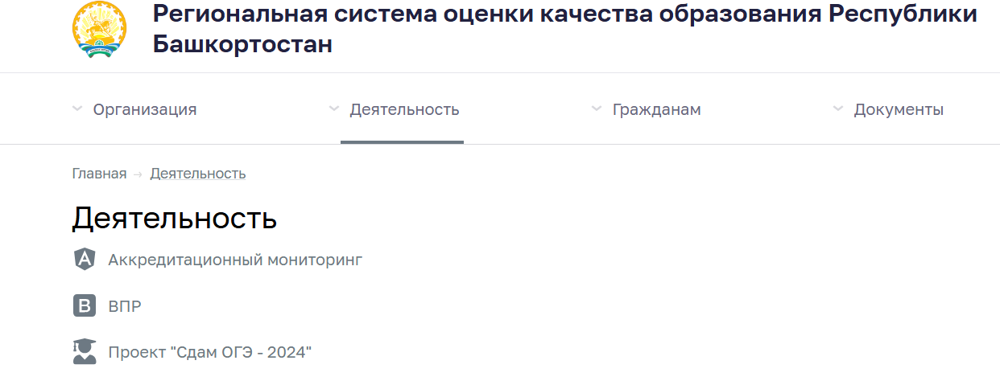 Региональная система оценки качества образования Республики
Башкортостан
Организация
Деятельность
Гражданам
Документы
Главная → Деятельность
Деятельность
Аккредитационный мониторинг
ВПР
Проект "Сдам ОГЭ - 2024"